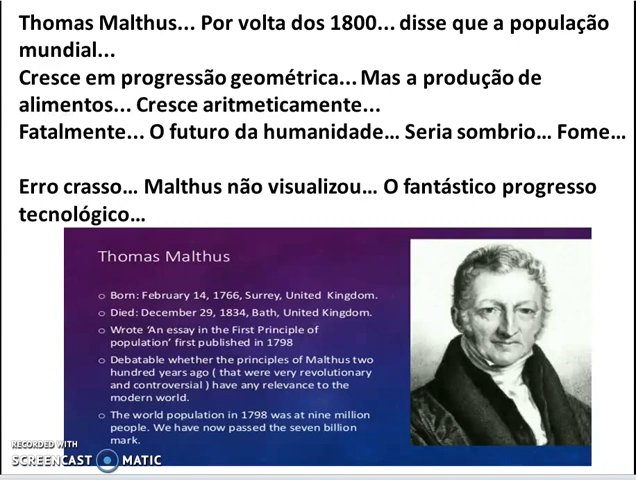 Thomas Malthus... Por volta dos 1800... disse que a população
mundial...
Cresce em progressão geométrica... Mas a produção de
alimentos... Cresce aritmeticamente...
Fatalmente... O futuro da humanidade... Seria sombrio... Fome...
Erro crasso... Malthus não visualizou... O fantástico progresso
tecnológico...
Thomas Malthus
o Born: February 14, 1766, Surrey, United Kingdom.
o Died: December 29, 1834, Bath, United Kingdom.
o Wrote ‘An essay in the First Principle of
population’ first published in 1798
o Debatable whether the principles of Malthus two
hundred years ago ( that were very revolutionary
and controversial ) have any relevance to the
modern world.
o The world population in 1798 was at nine million
people. We have now passed the seven billion
mark.
RECORDED WITH
SCREENCAST MATIC